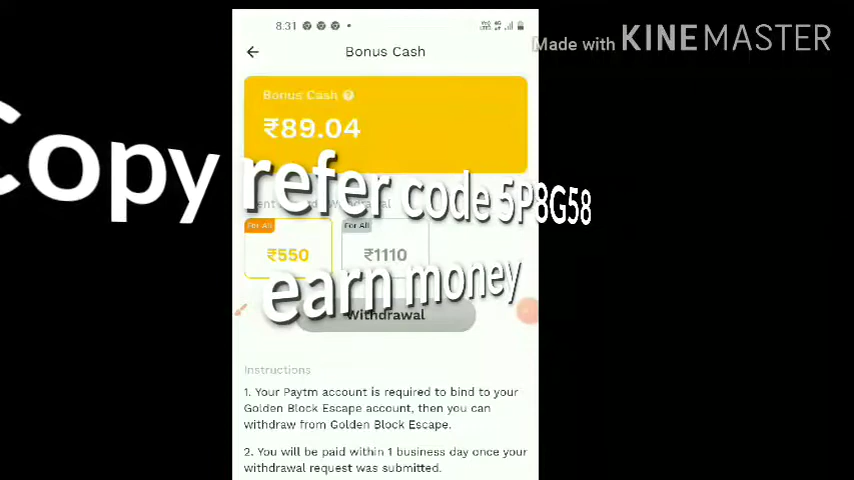 8:31
Bonus Cash
Made with KINEMASTER
Bonus Cash
₹89.04
Copy refer code 5P8G58
Withdrawal
For All
For All
₹550
₹1110
earn money
Withdrawal
Instructions
1. Your Paytm account is required to bind to your
Golden Block Escape account, then you can
withdraw from Golden Block Escape.
2. You will be paid within 1 business day once your
withdrawal request was submitted.